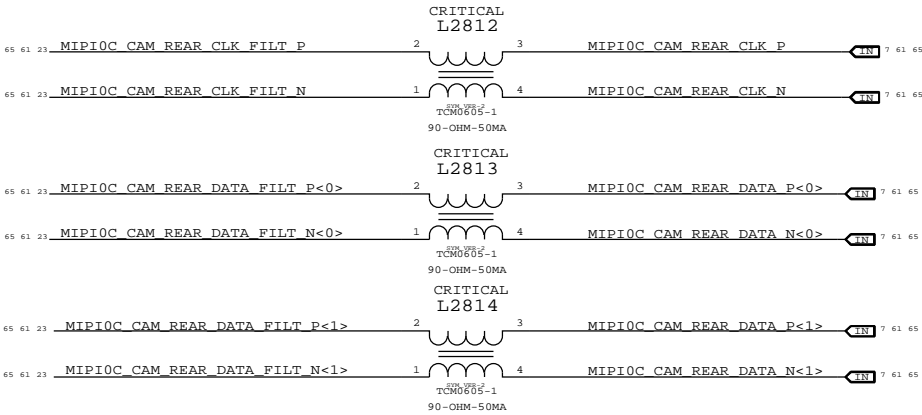 CRITICAL
L2812
65 61 23 MIPI0C_CAM_REAR_CLK_FILT_P 2 3 MIPI0C_CAM_REAR_CLK_P IN 7 61 65
65 61 23 MIPI0C_CAM_REAR_CLK_FILT_N 1 4 MIPI0C_CAM_REAR_CLK_N IN 7 61 65
SYM_VER-2
TCM0605-1
90-OHM-50MA
CRITICAL
L2813
65 61 23 MIPI0C_CAM_REAR_DATA_FILT_P<0> 2 3 MIPI0C_CAM_REAR_DATA_P<0> IN 7 61 65
65 61 23 MIPI0C_CAM_REAR_DATA_FILT_N<0> 1 4 MIPI0C_CAM_REAR_DATA_N<0> IN 7 61 65
SYM_VER-2
TCM0605-1
90-OHM-50MA
CRITICAL
L2814
65 61 23 MIPI0C_CAM_REAR_DATA_FILT_P<1> 2 3 MIPI0C_CAM_REAR_DATA_P<1> IN 7 61 65
65 61 23 MIPI0C_CAM_REAR_DATA_FILT_N<1> 1 4 MIPI0C_CAM_REAR_DATA_N<1> IN 7 61 65
SYM_VER-2
TCM0605-1
90-OHM-50MA